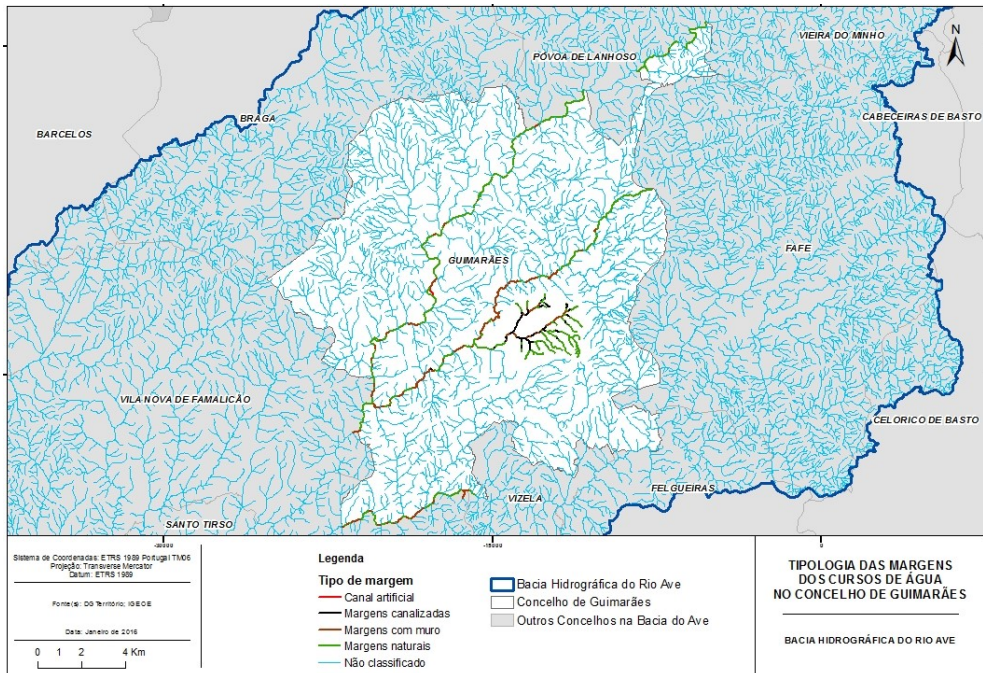 VIEIRA DO MINHO
N
PÓVOA DE LANHOSO
BRAGA
CABECEIRAS DE BASTO
BARCELOS
FAFE
GUIMARÃES
VILA NOVA DE FAMALICÃO
CELORICO DE BASTO
FELGUEIRAS
VIZELA
SANTO TIRSO
-30000
-15000
0
Sistema de Coordenadas: ETRS 1989 Portugal TM06
Projeção: Transverse Mercator
Datum: ETRS 1989
Fonte(s): DG Território; IGEOE
Data: Janeiro de 2016
0 1 2 4 Km
Legenda
Tipo de margem
Canal artificial
Margens canalizadas
Margens com muro
Margens naturais
Não classificado
Bacia Hidrográfica do Rio Ave
Concelho de Guimarães
Outros Concelhos na Bacia do Ave
TIPOLOGIA DAS MARGENS
DOS CURSOS DE ÁGUA
NO CONCELHO DE GUIMARÃES
BACIA HIDROGRÁFICA DO RIO AVE